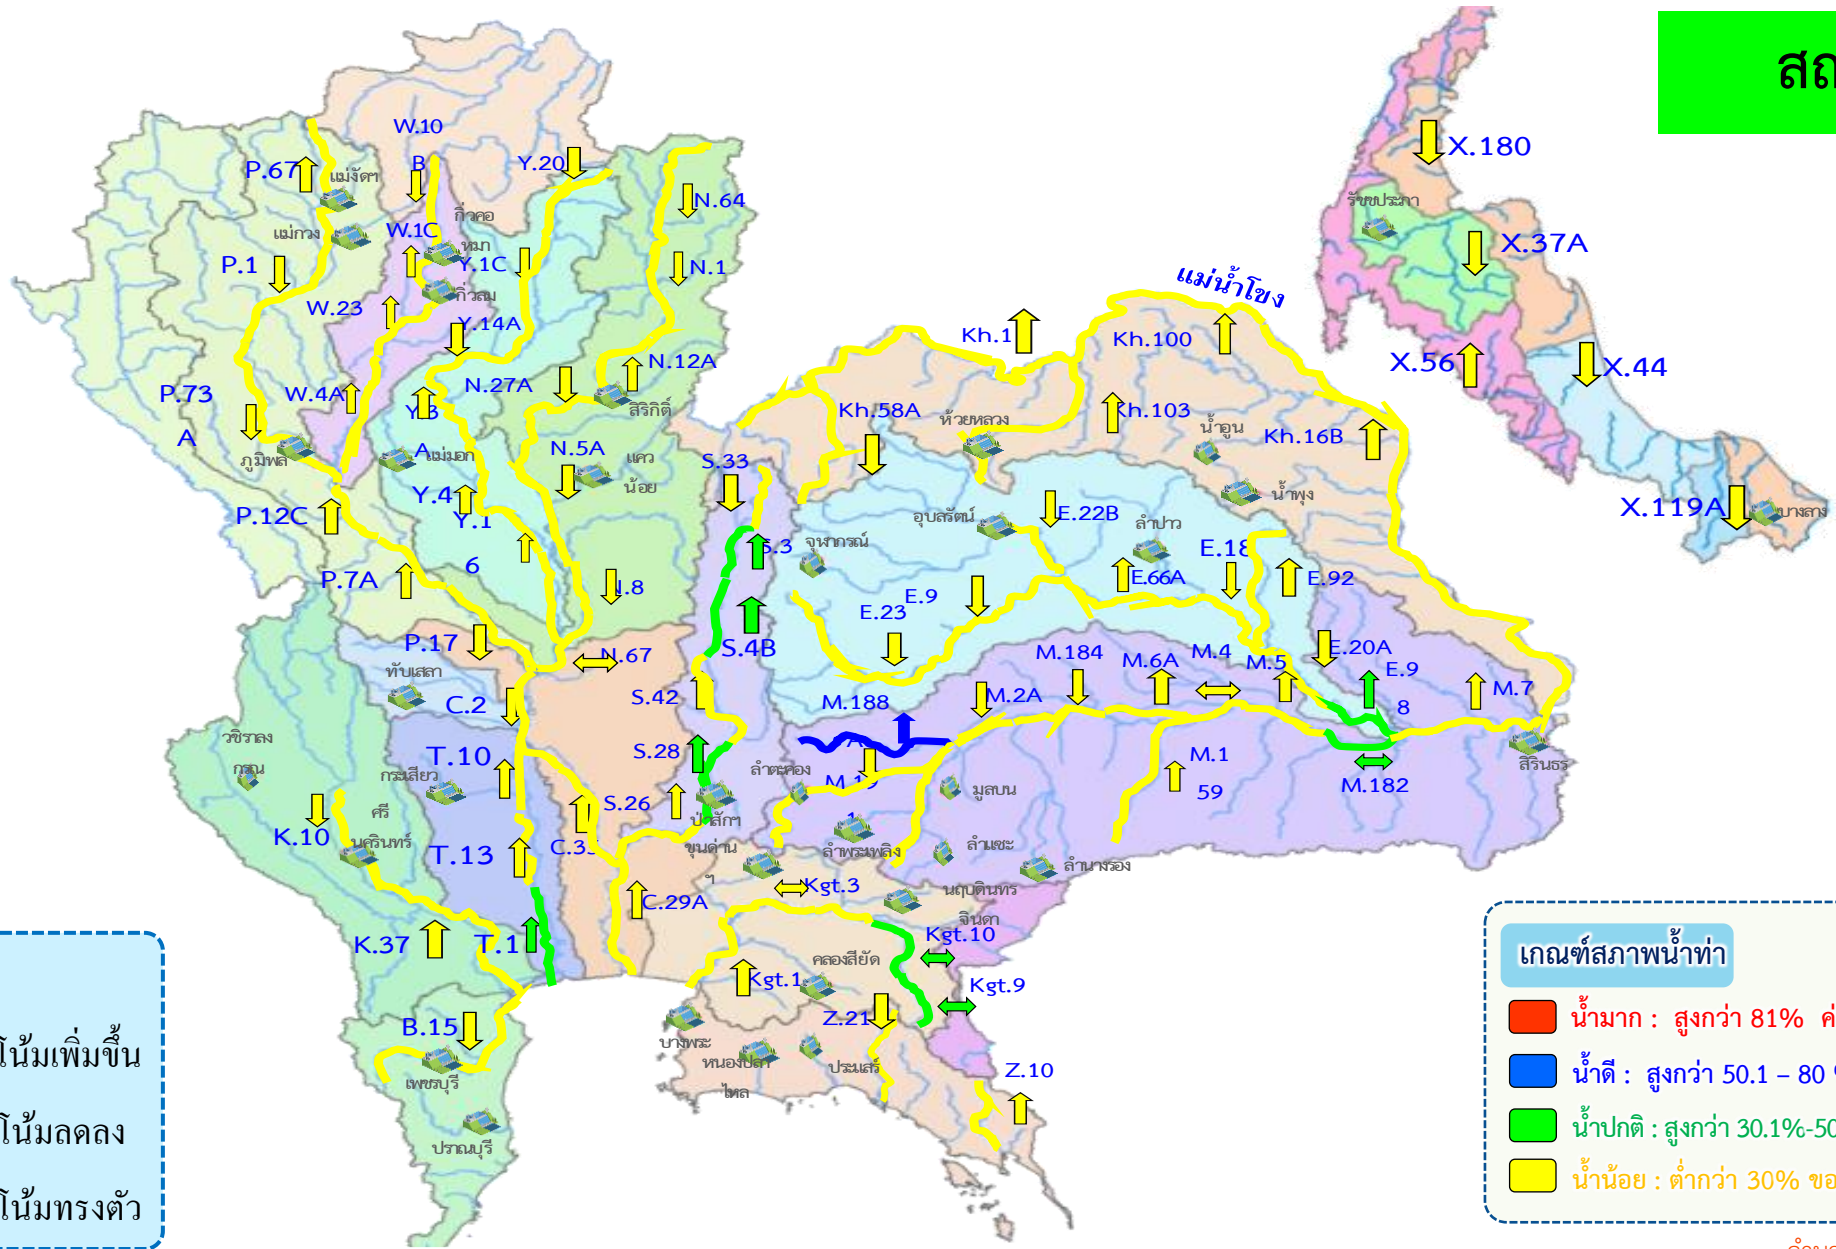 สถ
แม่น้ำโขง
W.10
B
P.67
แม่งัดฯ
Y.20
N.64
แม่กวง
กิ่วคอ
หมา
W.1C
Y.1C
P.1
N.1
กิ่วลม
W.23
Y.14A
N.12A
N.27A
P.73
A
W.4A
Y.3
A
สิริกิติ์
ภูมิพล
แม่มอก
N.5A
แคว
น้อย
Y.4
Y.1
6
P.12C
P.7A
N.8
P.17
N.67
ทับเสลา
C.2
วชิราลง
กรณ
T.10
กระเสียว
K.10
ศรี
นครินทร์
T.13
C.35
K.37
T.1
C.29A
B.15
เพชรบุรี
ปราณบุรี
Kh.1
Kh.100
Kh.58A
ห้วยหลวง
Kh.103
น้ำอูน
Kh.16B
น้ำพุง
S.33
S.3
S.4B
S.42
S.28
S.26
ป่าสักฯ
จุฬาภรณ์
อุบลรัตน์
E.22B
ลำปาว
E.18
E.66A
E.92
E.9
E.23
E.20A
E.9
8
M.188
M.2A
M.184
M.6A
M.4
M.5
M.7
M.182
สิรินธร
ลำตะคอง
มูลบน
M.1
59
ลำพระเพลิง
ลำแชะ
ลำนางรอง
ขุนด่าน
ฯ
Kgt.3
นฤบดินทร
จินดา
Kgt.10
Kgt.9
คลองสียัด
Kgt.1
Z.21
บางพระ
หนองปลา
ไหล
ประแสร์
Z.10
X.180
รัชชประภา
X.37A
X.56
X.44
X.119A
บางลาง
โน้มเพิ่มขึ้น
โน้มลดลง
โน้มทรงตัว
เกณฑ์สภาพน้ำท่า
น้ำมาก : สูงกว่า 81% ค
น้ำดี : สูงกว่า 50.1 – 80
น้ำปกติ : สูงกว่า 30.1%-50
น้ำน้อย : ต่ำกว่า 30% ขอ